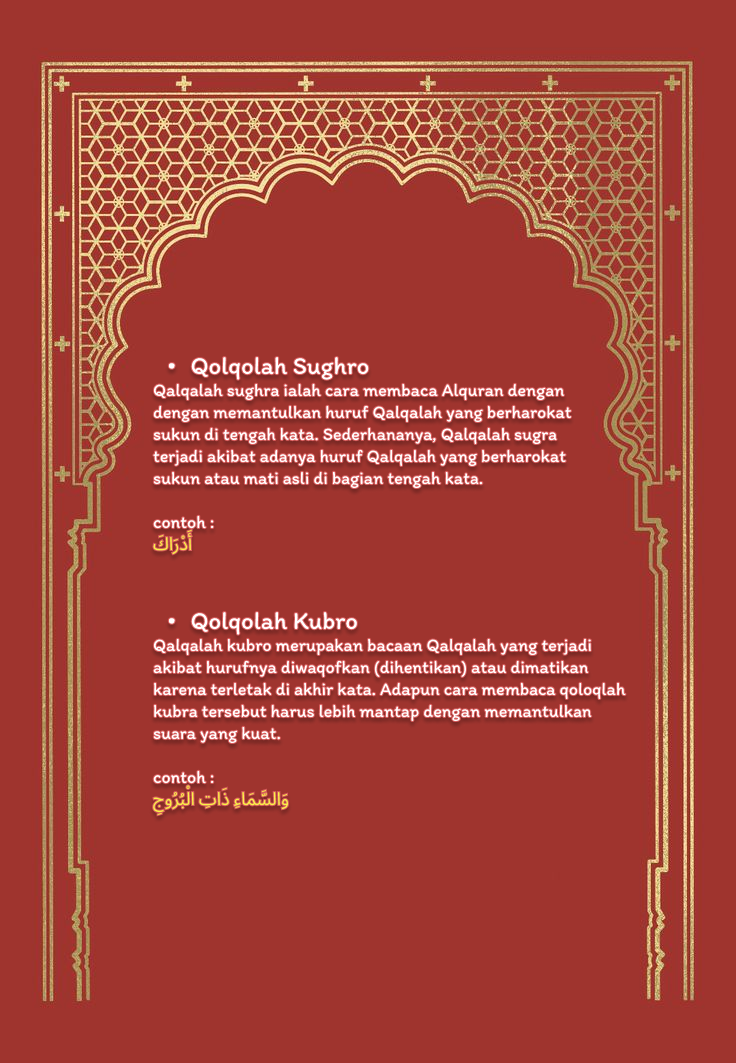 • Qolqolah Sughro
Qalqalah sughra ialah cara membaca Alquran dengan
dengan memantulkan huruf Qalqalah yang berharokat
sukun di tengah kata. Sederhananya, Qalqalah sugra
terjadi akibat adanya huruf Qalqalah yang berharokat
sukun atau mati asli di bagian tengah kata.
contoh :
أَدْرَاكَ
• Qolqolah Kubro
Qalqalah kubro merupakan bacaan Qalqalah yang terjadi
akibat hurufnya diwaqofkan (dihentikan) atau dimatikan
karena terletak di akhir kata. Adapun cara membaca qoloqlah
kubra tersebut harus lebih mantap dengan memantulkan
suara yang kuat.
contoh :
وَالسَّمَاءِ ذَاتِ الْبُرُوجِ